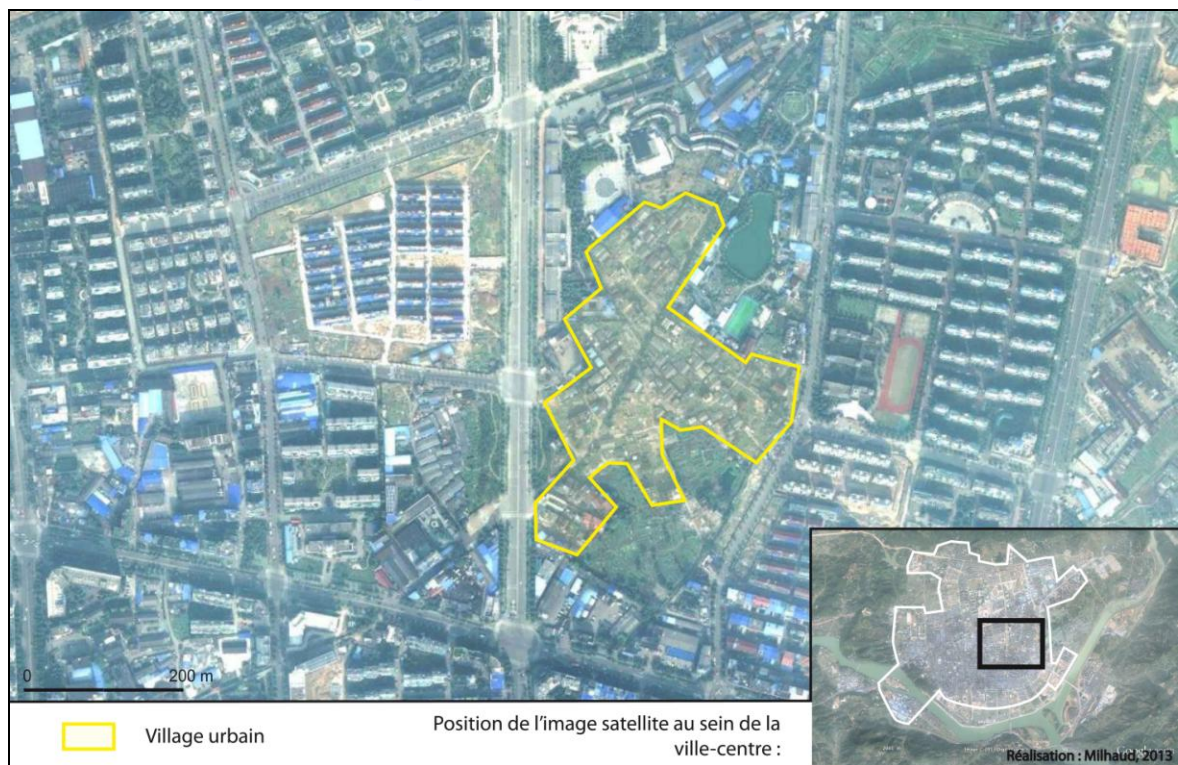 0
200 m
Village urbain
Position de l'image satellite au sein de la
ville-centre :
Réalisation : Milhaud, 2013